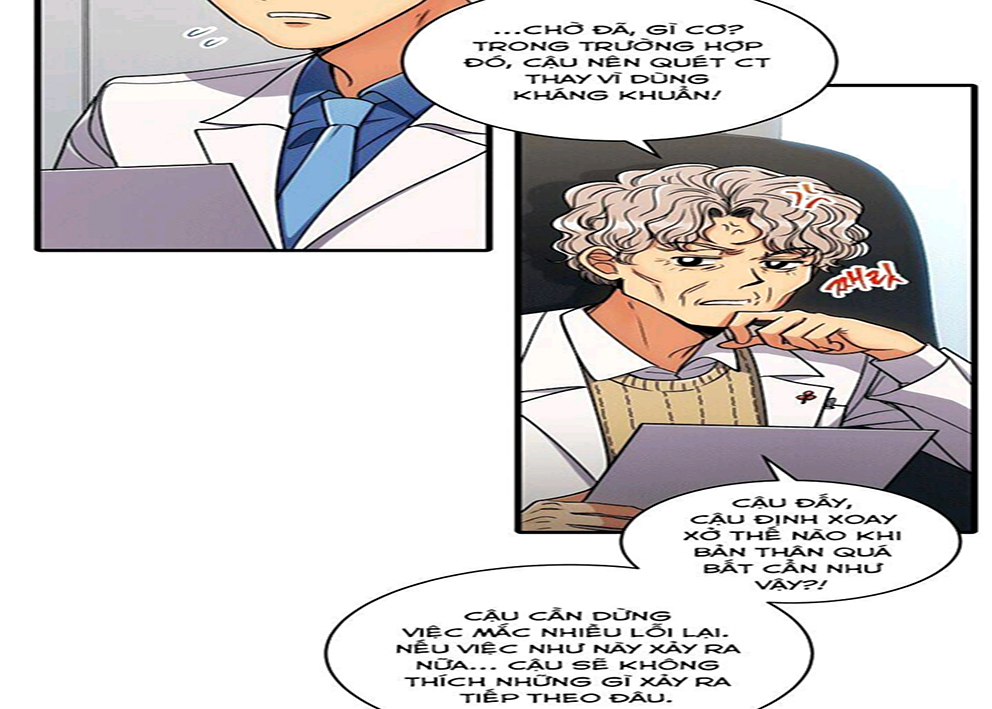 ...CHỜ ĐÃ, GÌ CƠ?
TRONG TRƯỜNG HỢP
ĐÓ, CẬU NÊN QUÉT CT
THAY VÌ DÙNG
KHÁNG KHUẨN!
째릿
CẬU ĐẤY,
CẬU ĐỊNH XOAY
XỞ THẾ NÀO KHI
BẢN THÂN QUÁ
BẤT CẨN NHƯ
VẬY?!
CẬU CẦN DỪNG
VIỆC MẮC NHIỀU LỖI LẠI.
NẾU VIỆC NHƯ NÀY XẢY RA
NỮA... CẬU SẼ KHÔNG
THÍCH NHỮNG GÌ XẢY RA
TIẾP THEO ĐÂU.